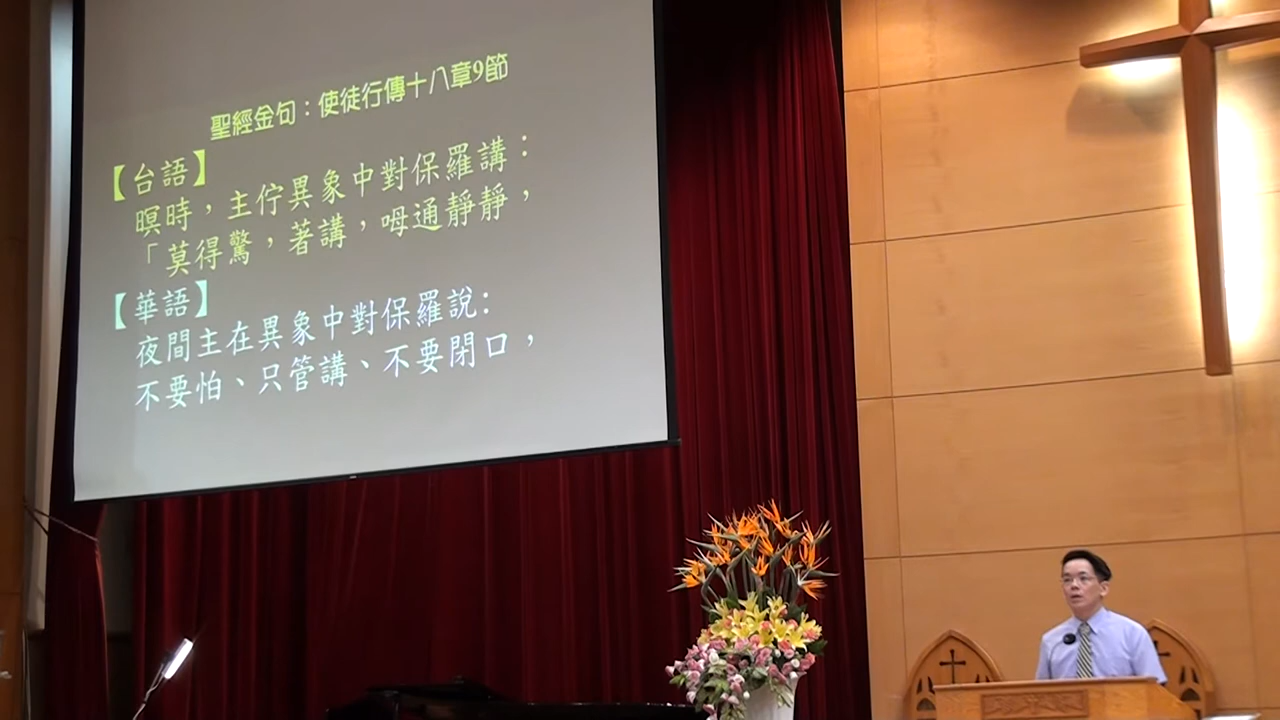 聖經金句：使徒行傳十八章9節
【台語】
暝時，主佇異象中對保羅講：
「莫得驚，著講，呣通靜靜，
【華語】
夜間主在異象中對保羅說:
不要怕、只管講、不要閉口，